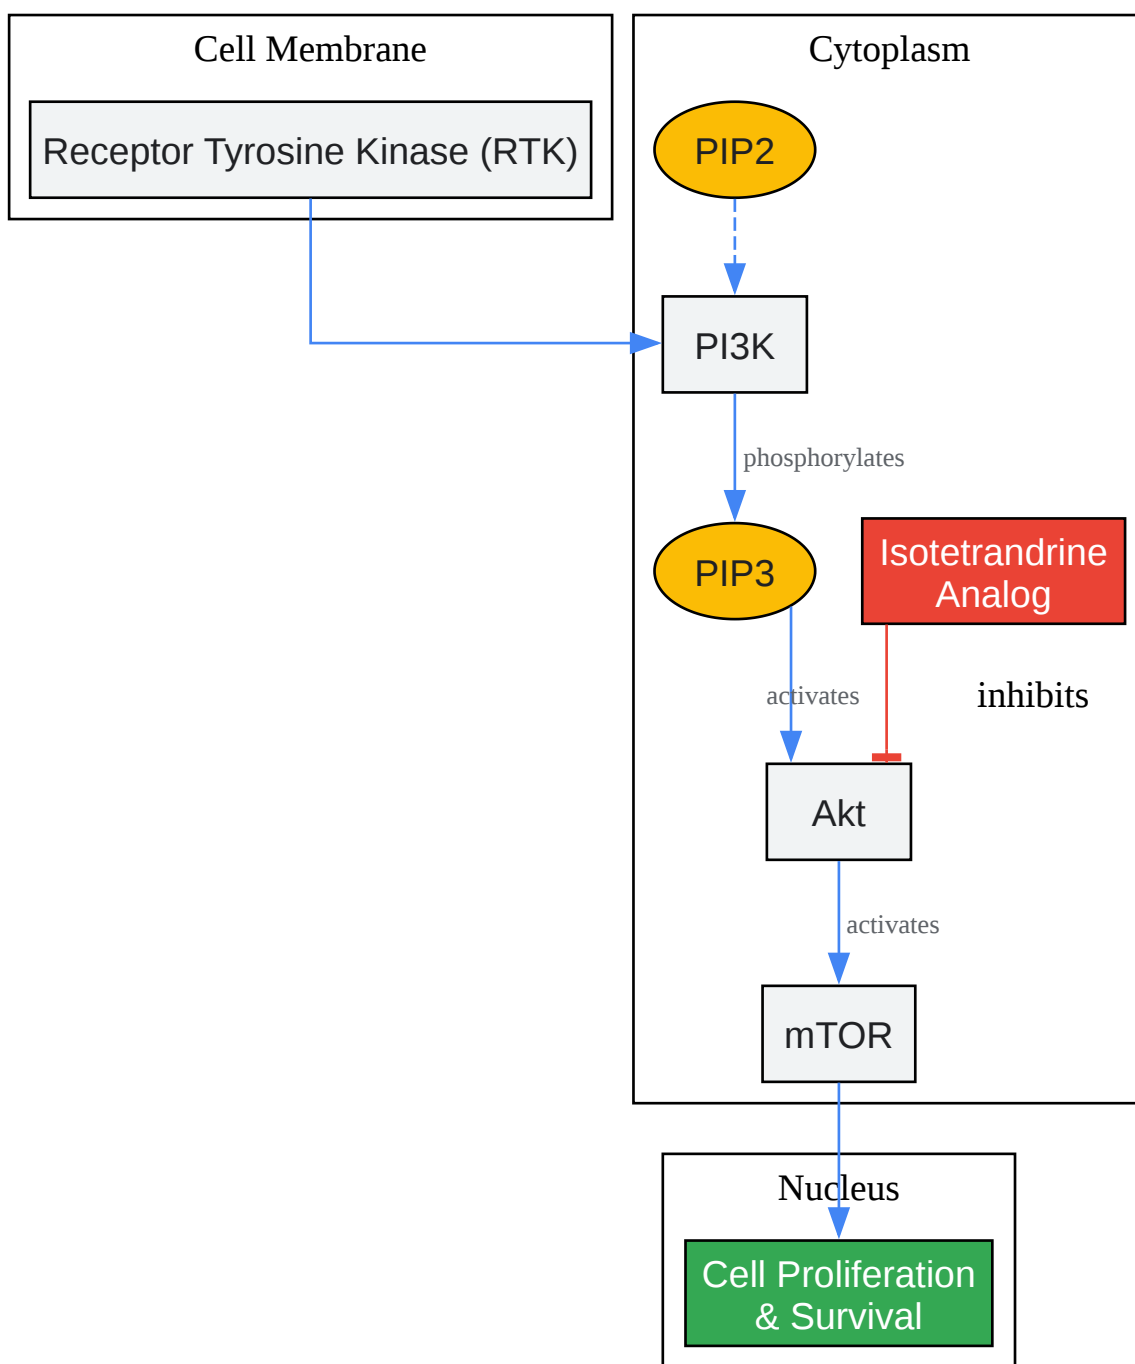 Cell Membrane
Receptor Tyrosine Kinase (RTK)
Cytoplasm
PIP2
PI3K
phosphorylates
PIP3
Isotetrandrine
Analog
activates
inhibits
Akt
activates
mTOR
Nucleus
Cell Proliferation
& Survival